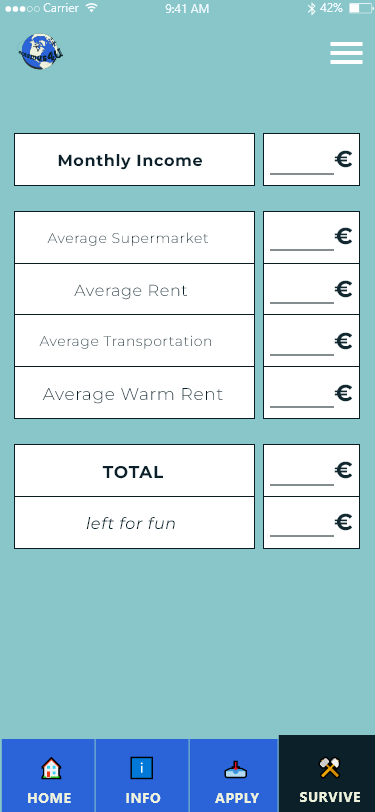 Carrier 9:41 AM 42%
Monthly Income €
Average Supermarket €
Average Rent €
Average Transportation €
Average Warm Rent €
TOTAL €
left for fun €
HOME INFO APPLY SURVIVE